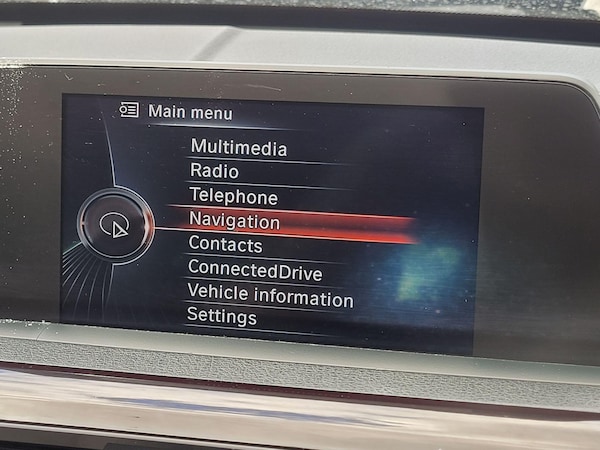 Main menu
Multimedia
Radio
Telephone
Navigation
Contacts
ConnectedDrive
Vehicle information
Settings